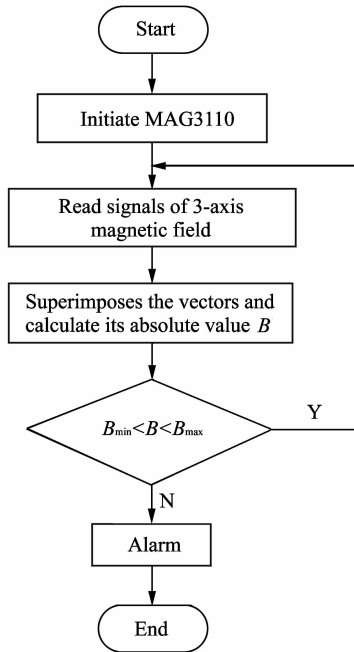 Start
Initiate MAG3110
Read signals of 3-axis
magnetic field
Superimposes the vectors and
calculate its absolute value B
Bmin<B<Bmax
Y
N
Alarm
End